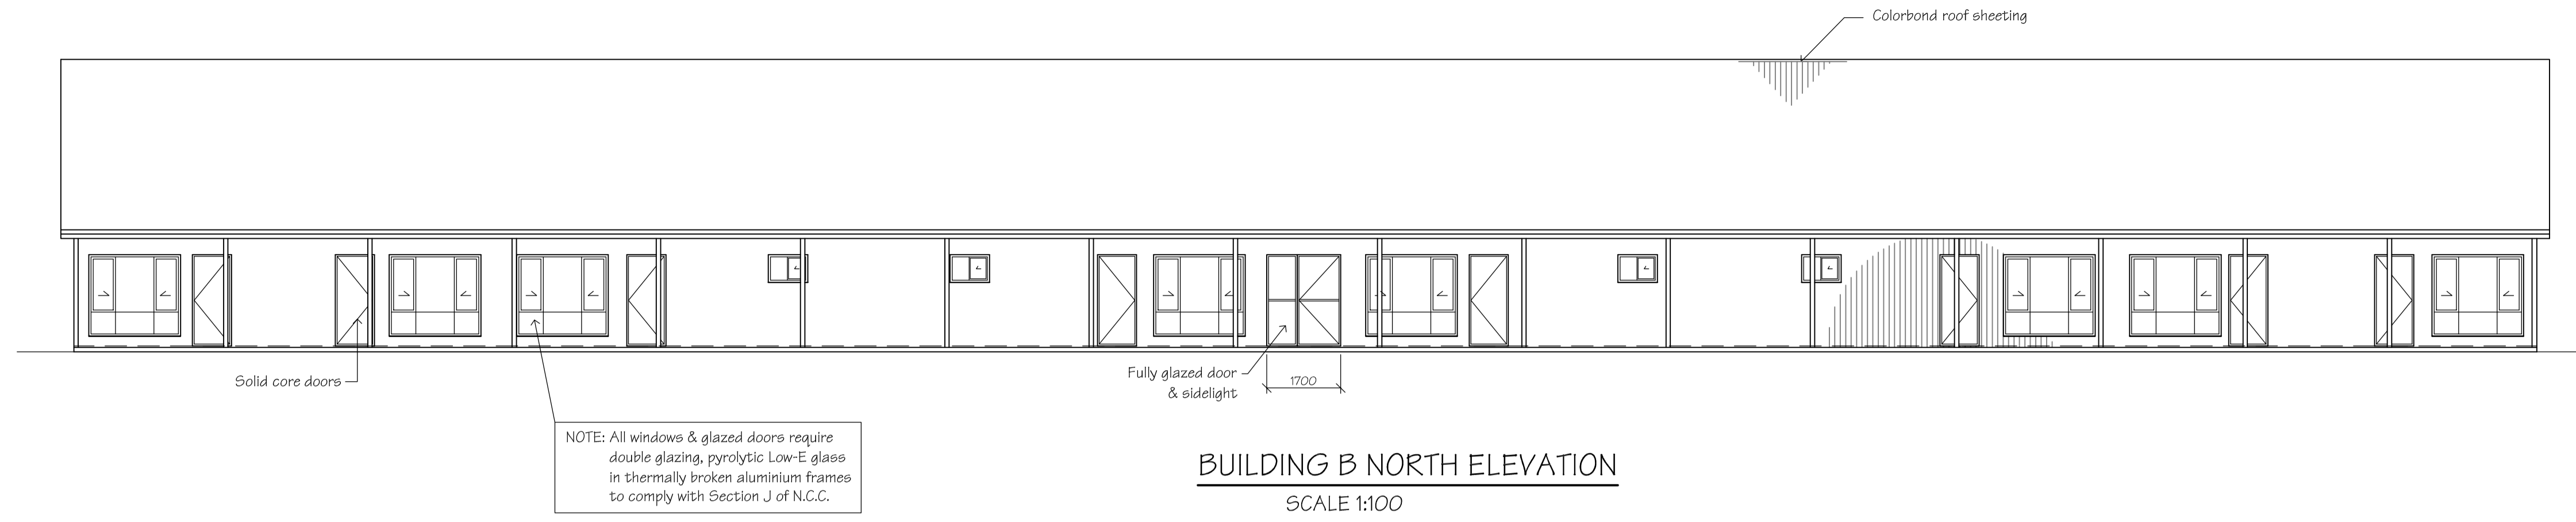 Colorbond roof sheeting
Solid core doors
Fully glazed door
& sidelight
1700
NOTE: All windows & glazed doors require
double glazing, pyrolytic Low-E glass
in thermally broken aluminium frames
to comply with Section J of N.C.C.
BUILDING B NORTH ELEVATION
SCALE 1:100